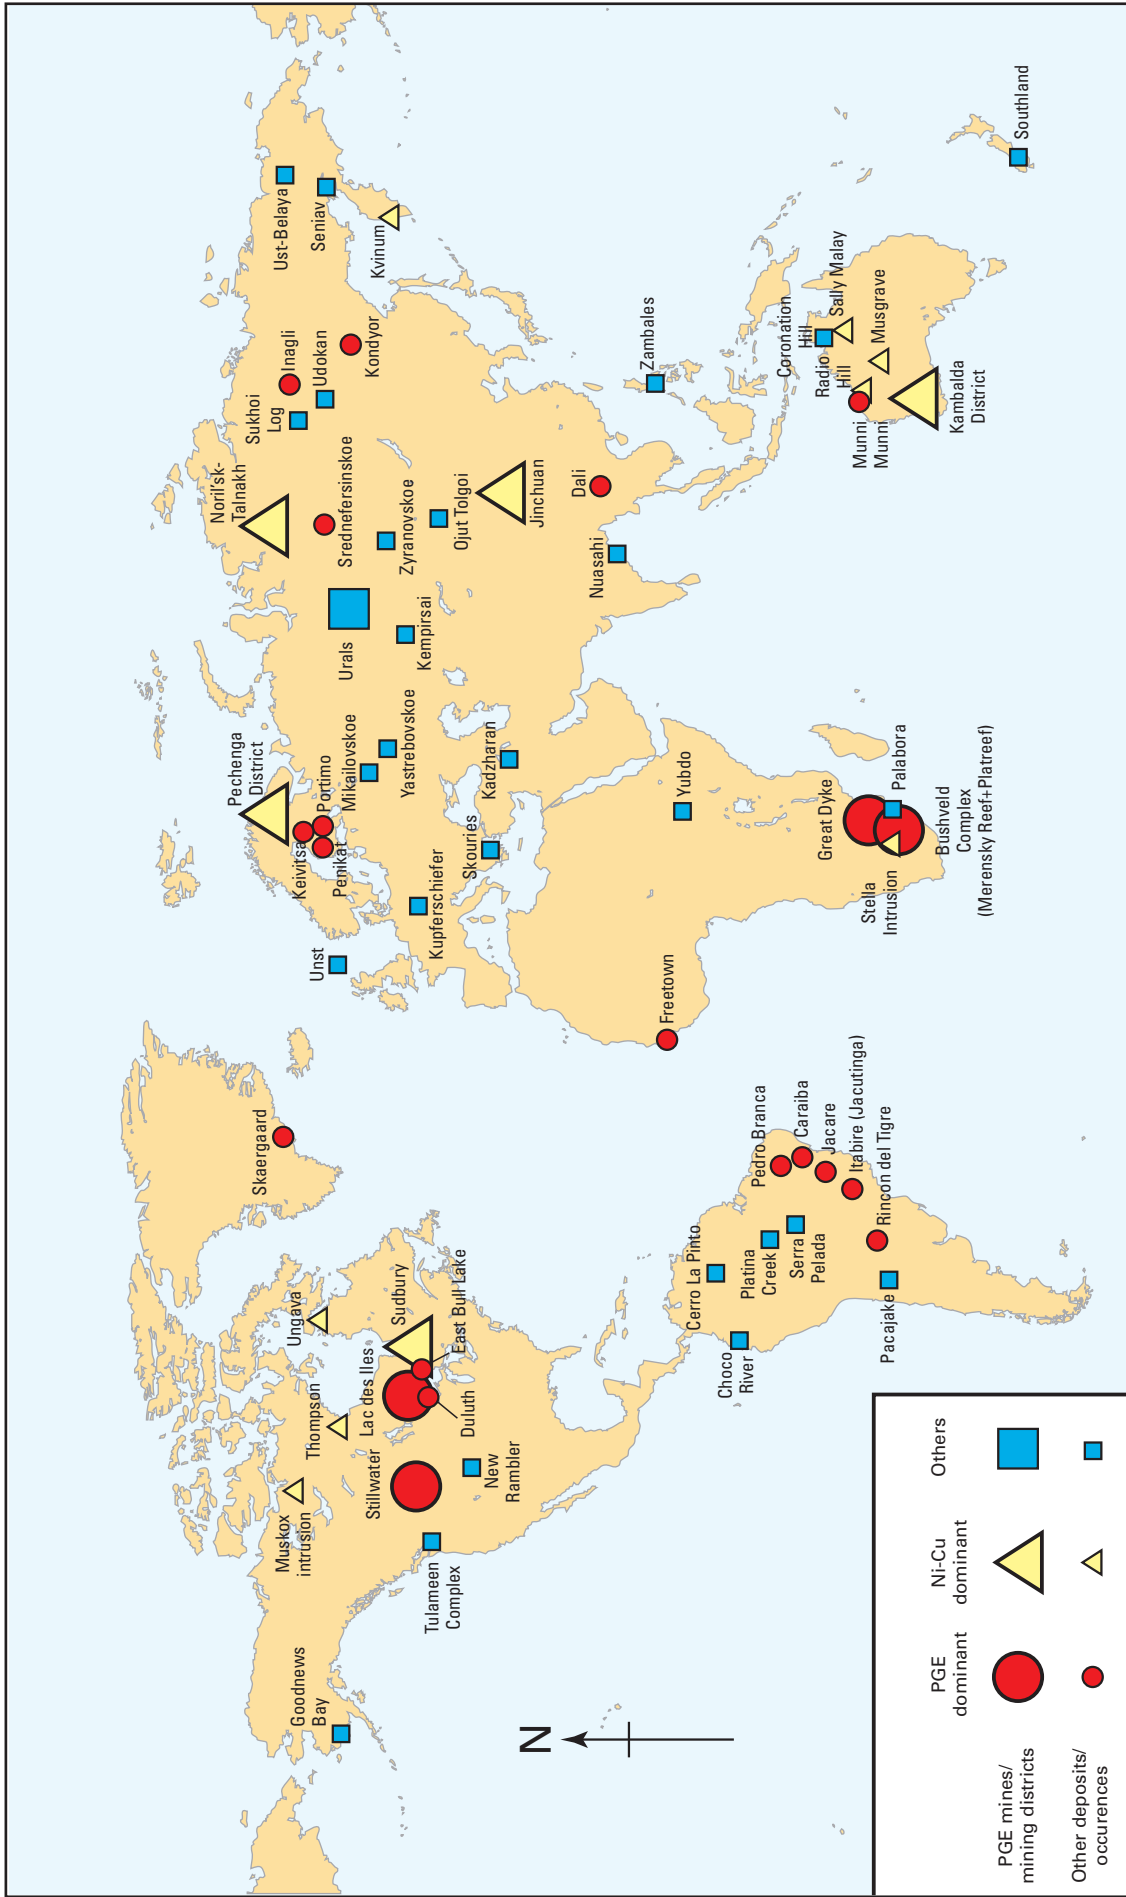 Goodnews
Bay
Muskox
intrusion
Thompson
Ungava
Skaergaard
Stillwater
Lac des Iles
Sudbury
East Bull Lake
Duluth
New
Rambler
Tulameen
Complex
Choco
River
Cerro La Pinto
Platina
Creek
Serra
Pelada
Pedro Branca
Caraiba
Jacare
Itabire (Jacutinga)
Rincon del Tigre
Pacajake
Unst
Pechenga
District
Keivitsa
Portimo
Penikat
Mikailovskoe
Yastrebovskoe
Kupferschiefer
Skouries
Kadzharan
Urals
Kempirsai
Noril'sk-
Talnakh
Srednefersinskoe
Zyranovskoe
Ojut Tolgoi
Jinchuan
Sukhoi
Log
Inagli
Udokan
Kondyor
Ust-Belaya
Seniav
Kvinum
Dali
Nuasahi
Zambales
Freetown
Yubdo
Great Dyke
Palabora
Stella
Intrusion
Bushveld
Complex
(Merensky Reef-Platreef)
Coronation
Hill
Radio
Hill
Sally Malay
Musgrave
Munni
Munni
Kambalda
District
Southland
N
PGE
dominant
Ni-Cu
dominant
Others
PGE mines/
mining districts
Other deposits/
occurences